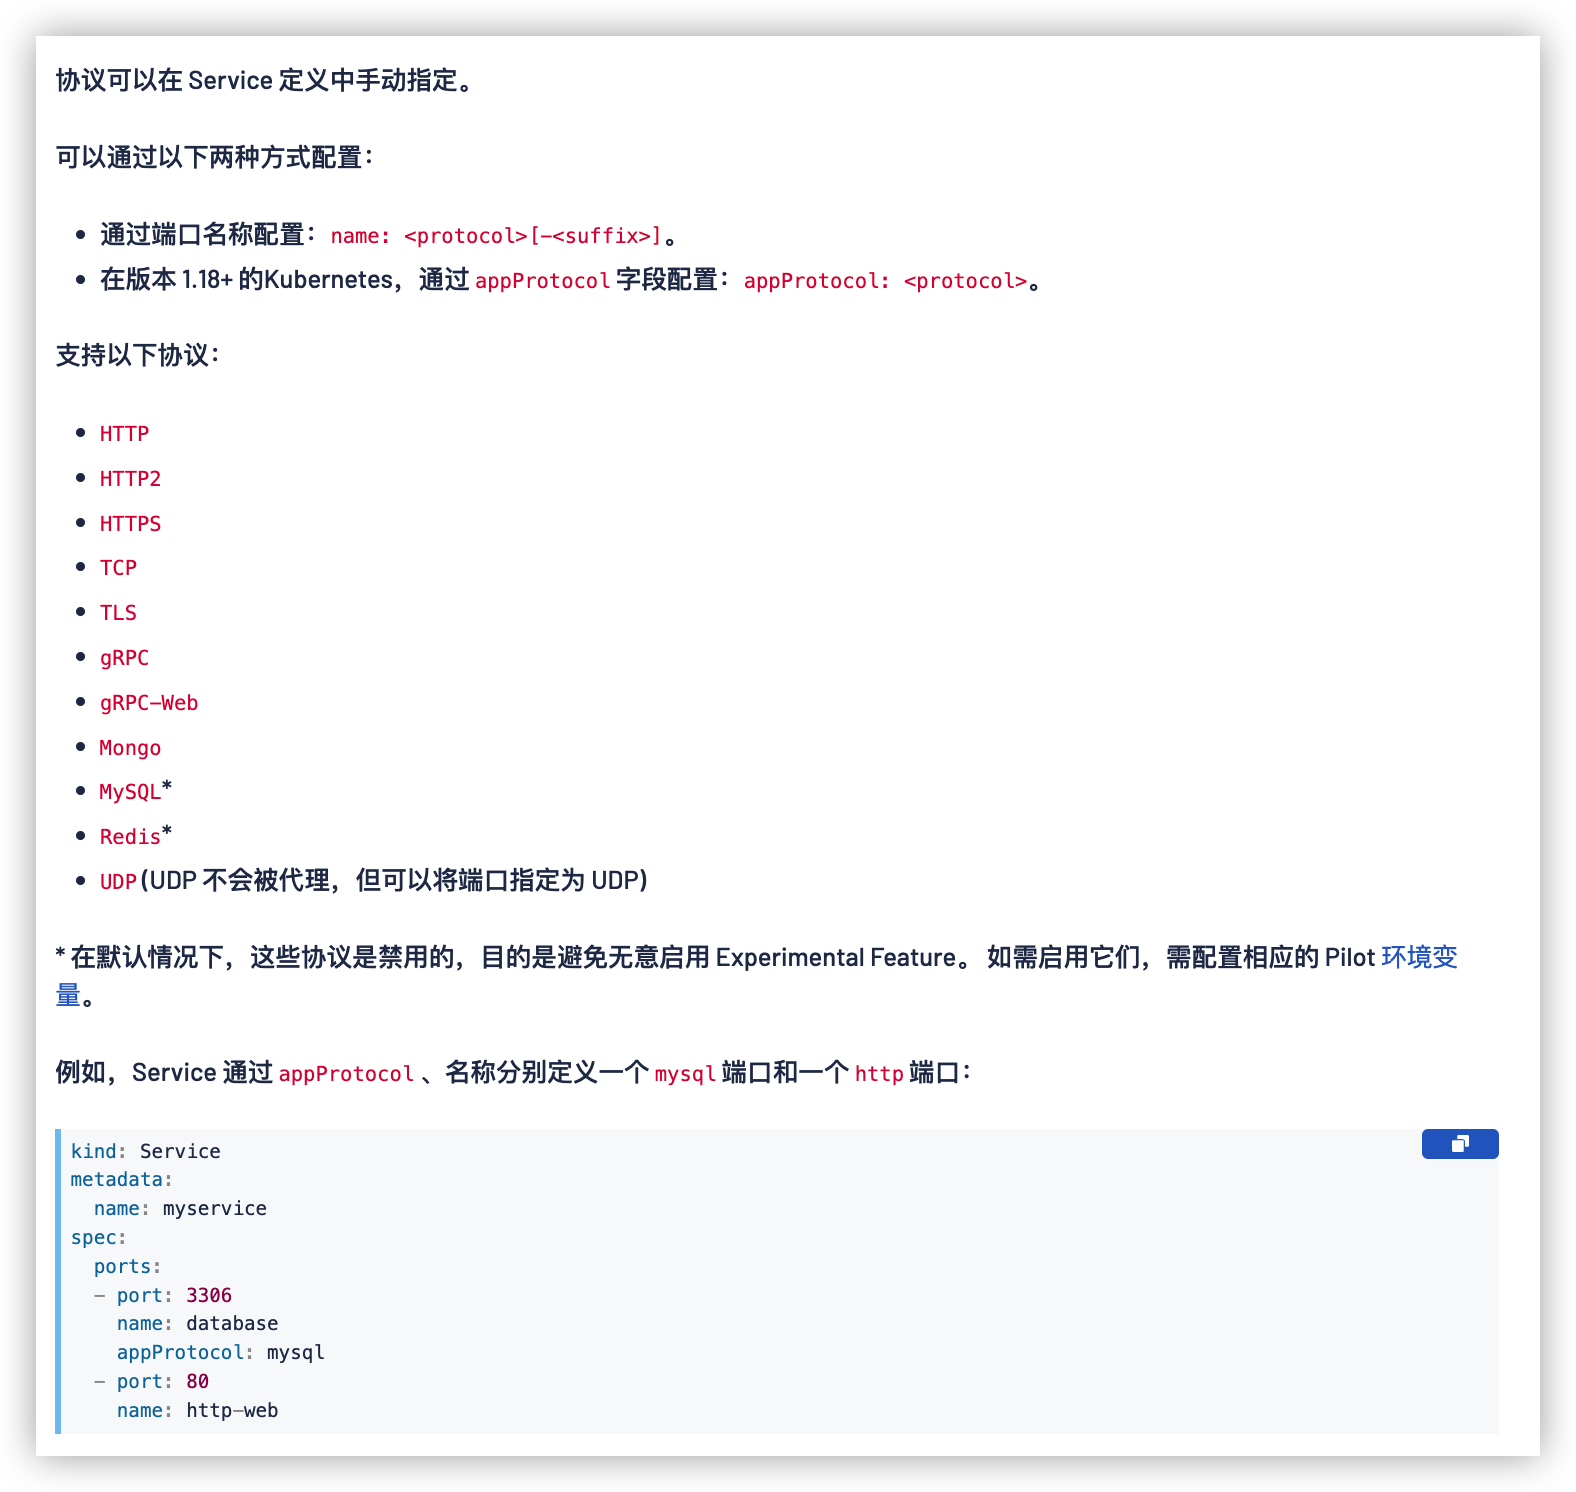 协议可以在 Service 定义中手动指定。
可以通过以下两种方式配置：
• 通过端口名称配置： name: <protocol>[-<suffix>]。
• 在版本 1.18+ 的Kubernetes，通过 appProtocol 字段配置： appProtocol: <protocol>。
支持以下协议：
• HTTP
• HTTP2
• HTTPS
• TCP
• TLS
• gRPC
• gRPC-Web
• Mongo
• MySQL*
• Redis*
• UDP (UDP 不会被代理，但可以将端口指定为 UDP)
* 在默认情况下，这些协议是禁用的，目的是避免无意启用 Experimental Feature。 如需启用它们，需配置相应的 Pilot 环境变
量。
例如，Service 通过 appProtocol 、名称分别定义一个 mysql 端口和一个 http 端口：
kind: Service
metadata:
  name: myservice
spec:
  ports:
  - port: 3306
    name: database
    appProtocol: mysql
  - port: 80
    name: http-web